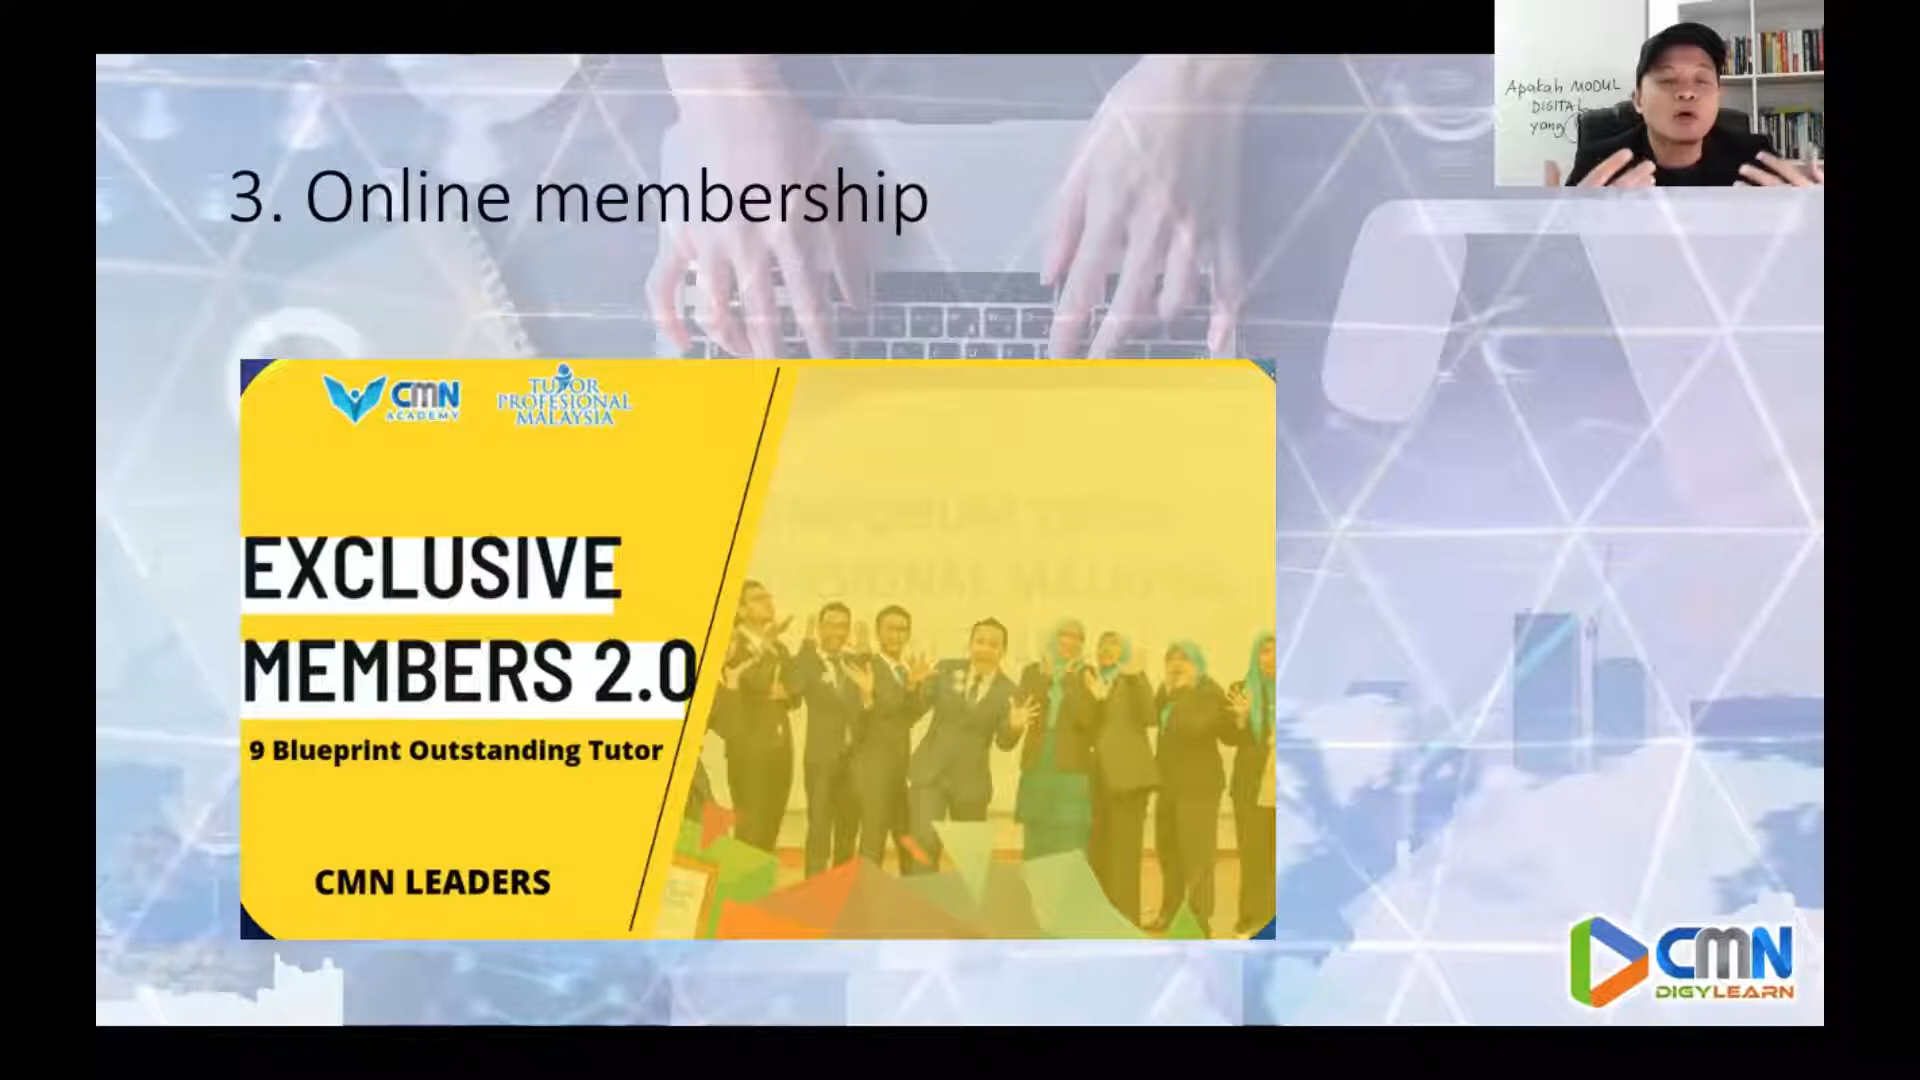 3. Online membership
Apakah MODUL
DIGITAL
yang
CMN
ACADEMY
TUTOR
PROFESIONAL
MALAYSIA
EXCLUSIVE
MEMBERS 2.0
9 Blueprint Outstanding Tutor
CMN LEADERS
CMN
DIGYLEARN